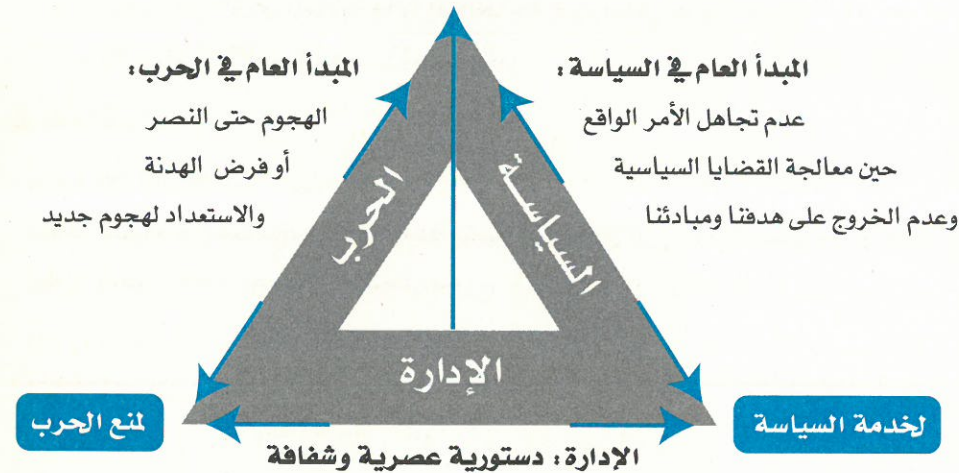 المبدأ العام في السياسة:
عدم تجاهل الأمر الواقع
حين معالجة القضايا السياسية
وعدم الخروج على هدفنا ومبادئنا
المبدأ العام في الحرب:
الهجوم حتى النصر
أو فرض الهدنة
والاستعداد لهجوم جديد
السياسة
الحرب
الإدارة
لخدمة السياسة
لمنع الحرب
الإدارة: دستورية عصرية وشفافة